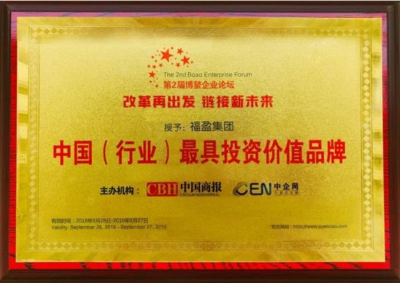 The 2nd Boao Enterprise Forum
第2届博鳌企业论坛
改革再出发 链接新未来
授予：福盈集团
中国（行业）最具投资价值品牌
主办机构： CBH 中国商报 CEN 中企网